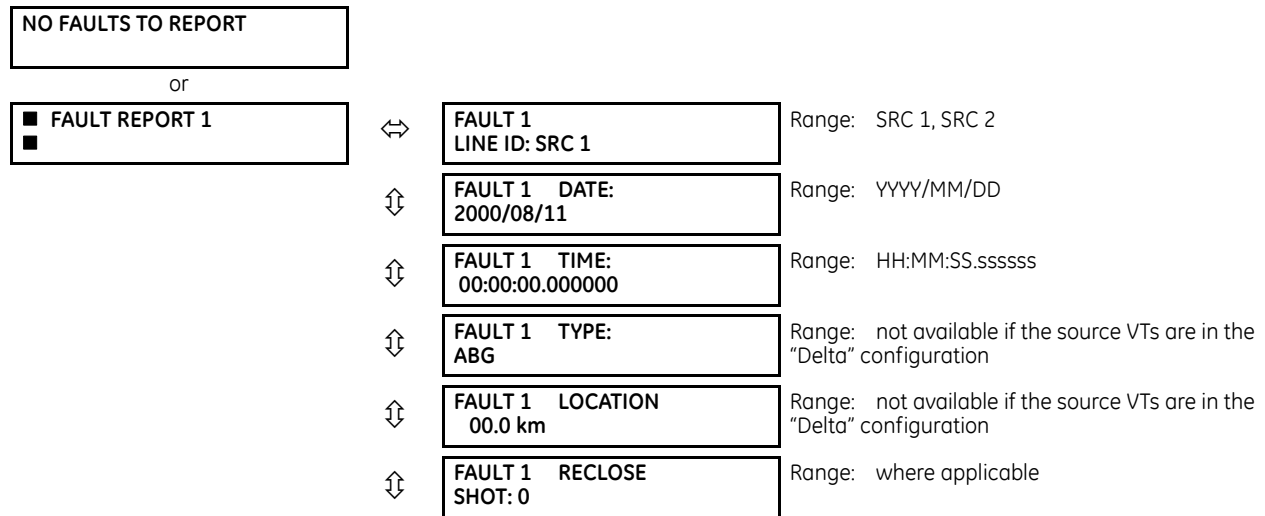 NO FAULTS TO REPORT
or
■ FAULT REPORT 1
■
FAULT 1
LINE ID: SRC 1
Range: SRC 1, SRC 2
FAULT 1 DATE:
2000/08/11
Range: YYYY/MM/DD
FAULT 1 TIME:
00:00:00.000000
Range: HH:MM:SS.ssssss
FAULT 1 TYPE:
ABG
Range: not available if the source VTs are in the
“Delta” configuration
FAULT 1 LOCATION
00.0 km
Range: not available if the source VTs are in the
“Delta” configuration
FAULT 1 RECLOSE
SHOT: 0
Range: where applicable